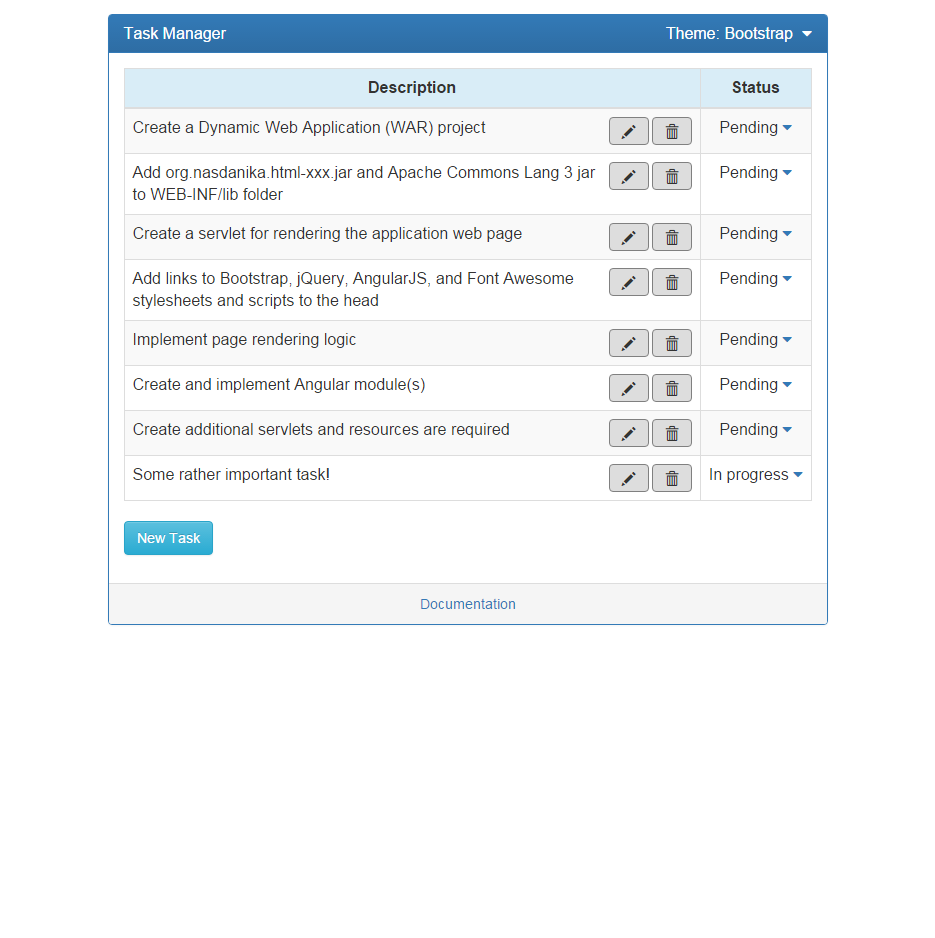 Task Manager Theme: Bootstrap
Description Status
Create a Dynamic Web Application (WAR) project Pending
Add org.nasdanika.html-xxx.jar and Apache Commons Lang 3 jar Pending
to WEB-INF/lib folder
Create a servlet for rendering the application web page Pending
Add links to Bootstrap, jQuery, AngularJS, and Font Awesome Pending
stylesheets and scripts to the head
Implement page rendering logic Pending
Create and implement Angular module(s) Pending
Create additional servlets and resources are required Pending
Some rather important task! In progress
New Task
Documentation